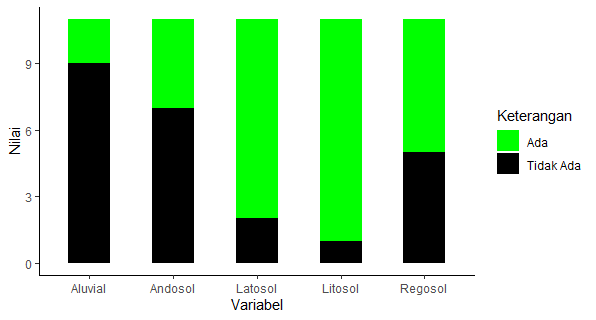 Nilai
9
6
3
0
Aluvial Andosol Latosol Litosol Regosol
Variabel
Keterangan
Ada
Tidak Ada